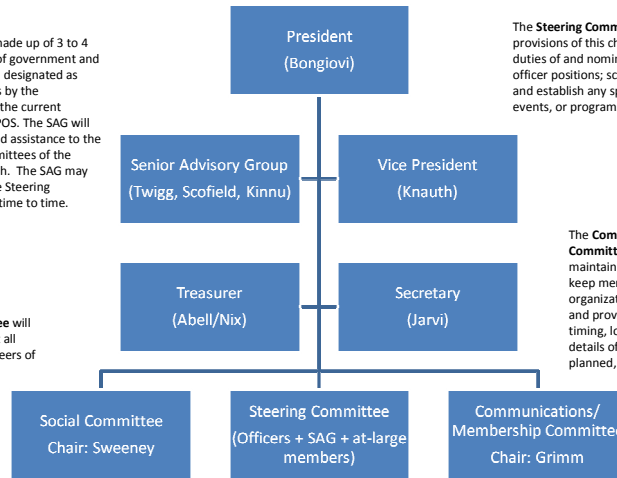 made up of 3 to 4
of government and
designated as
s by the
the current
POS. The SAG will
d assistance to the
mittees of the
h.  The SAG may
e Steering
time to time.
ee will
all
eers of
President
(Bongiovi)
Senior Advisory Group
(Twigg, Scofield, Kinnu)
Vice President
(Knauth)
Treasurer
(Abell/Nix)
Secretary
(Jarvi)
Social Committee
Chair: Sweeney
Steering Committee
(Officers + SAG + at-large
members)
Communications/
Membership Committee
Chair: Grimm
The Steering Comm
provisions of this ch
duties of and nomin
officer positions; sc
and establish any sp
events, or program
The Com
Committ
maintain
keep mer
organizat
and provi
timing, lo
details of
planned,